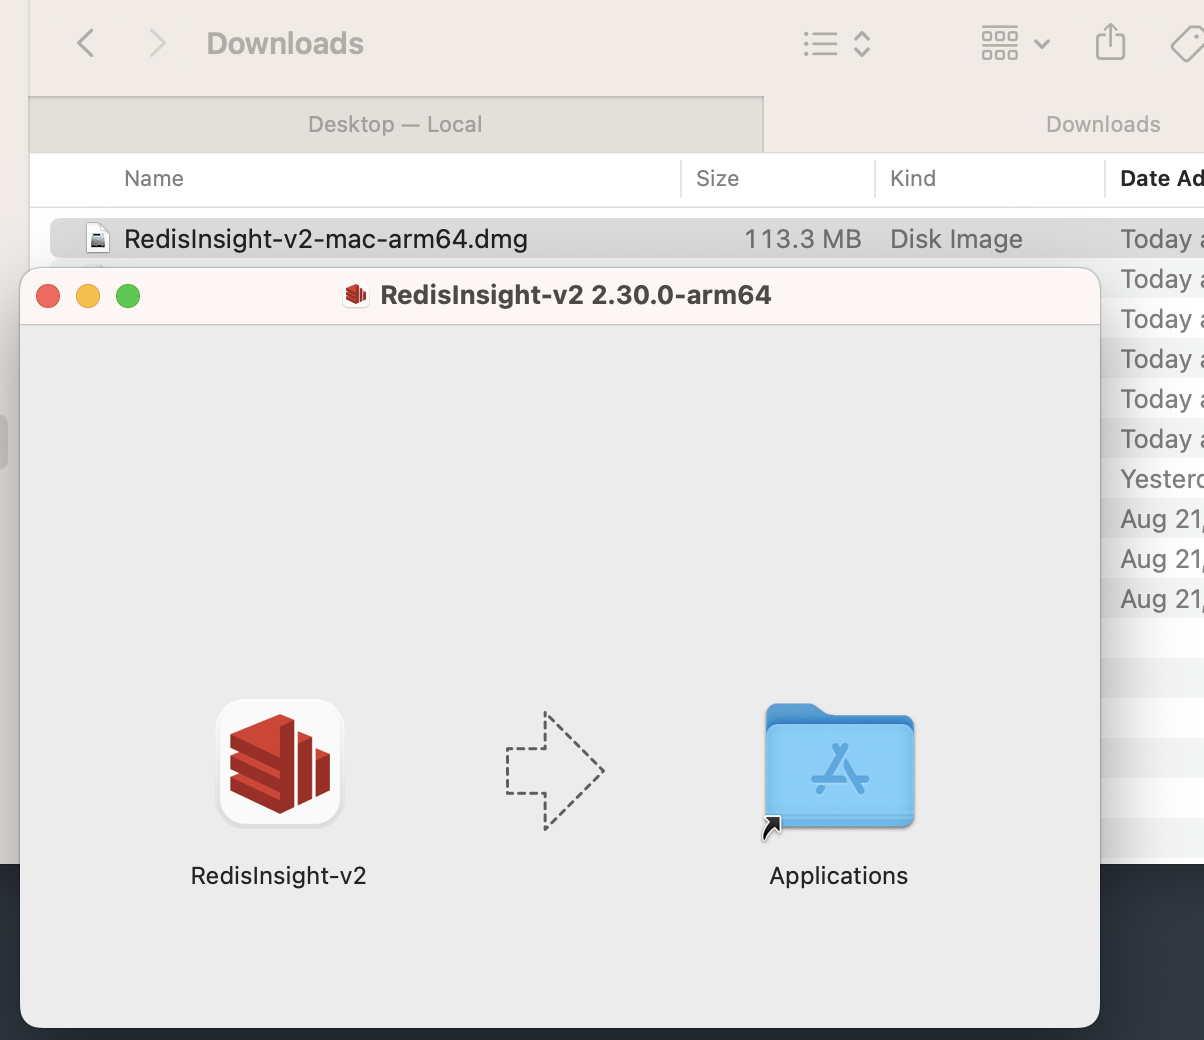 Downloads
Desktop — Local
Downloads
Name Size Kind Date Ad
RedisInsight-v2-mac-arm64.dmg 113.3 MB Disk Image Today a
RedisInsight-v2 2.30.0-arm64
Today a
Today a
Today a
Today a
Today a
Yesterd
Aug 21,
Aug 21,
Aug 21,
RedisInsight-v2 Applications